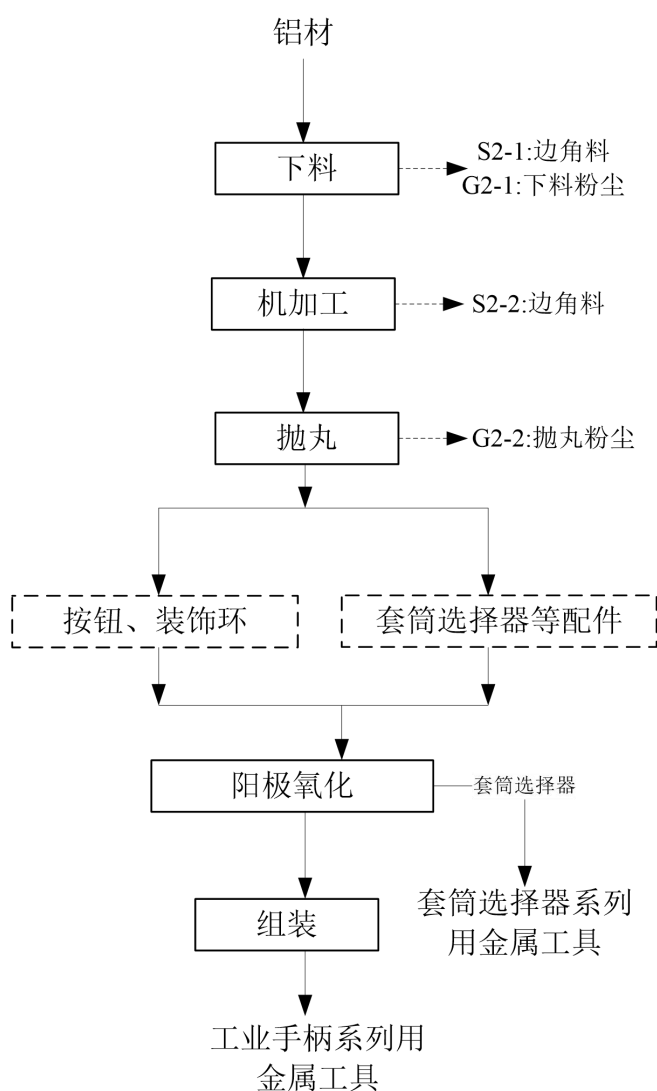 铝材
下料
S2-1:边角料
G2-1:下料粉尘
机加工
S2-2:边角料
抛丸
G2-2:抛丸粉尘
按钮、装饰环
套筒选择器等配件
阳极氧化
套筒选择器
组装
套筒选择器系列
用金属工具
工业手柄系列用
金属工具